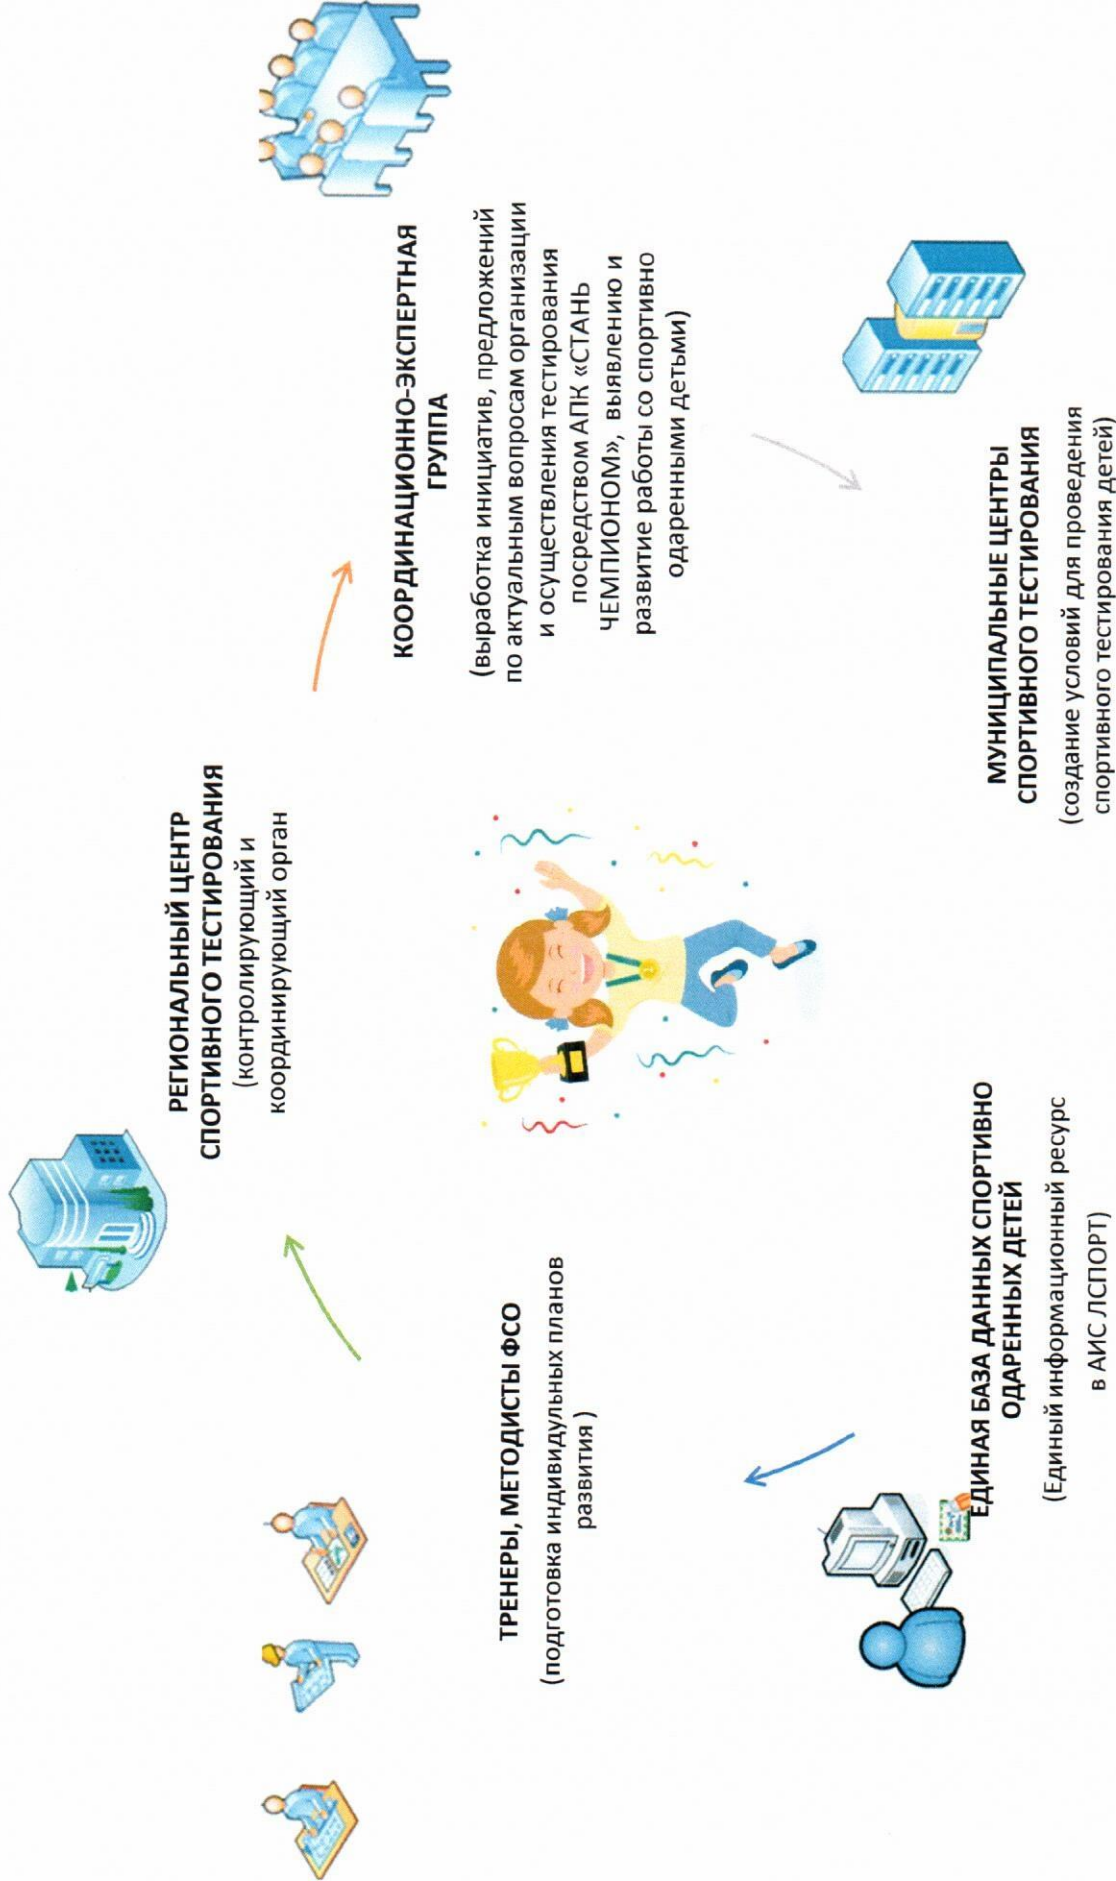 РЕГИОНАЛЬНЫЙ ЦЕНТР
СПОРТИВНОГО ТЕСТИРОВАНИЯ
(контролирующий и
координирующий орган
КООРДИНАЦИОННО-ЭКСПЕРТНАЯ
ГРУППА
(выработка инициатив, предложений
по актуальным вопросам организации
и осуществления тестирования
посредством АПК «СТАНЬ
ЧЕМПИОНОМ», выявлению и
развитие работы со спортивно
одаренными детьми)
МУНИЦИПАЛЬНЫЕ ЦЕНТРЫ
СПОРТИВНОГО ТЕСТИРОВАНИЯ
(создание условий для проведения
спортивного тестирования детей)
ЕДИНАЯ БАЗА ДАННЫХ СПОРТИВНО
ОДАРЕННЫХ ДЕТЕЙ
(Единый информационный ресурс
в АИС ЛСПОРТ)
ТРЕНЕРЫ, МЕТОДИСТЫ ФСО
(подготовка индивидульных планов
развития )